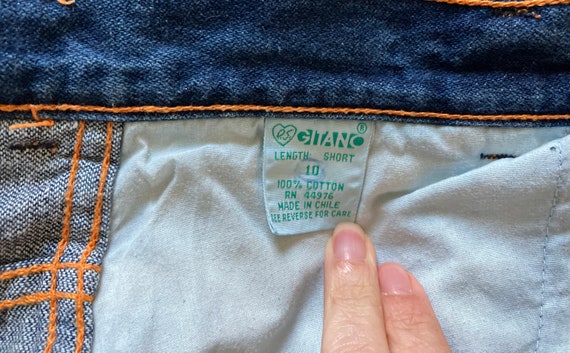 GITANO®
LENGTH SHORT
10
100% COTTON
RN 44976
MADE IN CHILE
SEE REVERSE FOR CARE